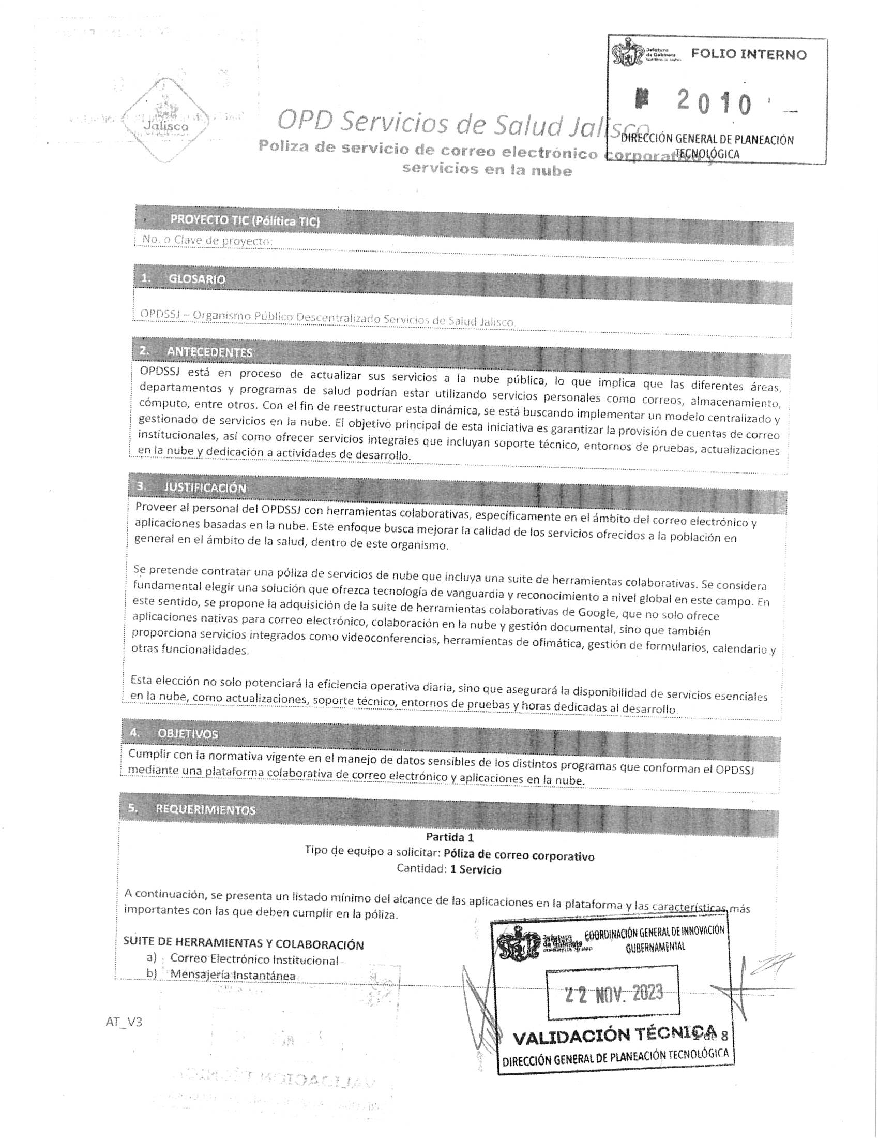 Jefatura
de Gabinete
FOLIO INTERNO
2010
DIRECCIÓN GENERAL DE PLANEACIÓN
TECNOLÓGICA
Jalisco
OPD Servicios de Salud Jalisco
Poliza de servicio de correo electrónico corporativo
servicios en la nube
PROYECTO TIC (Política TIC)
No. o Clave de proyecto:
1. GLOSARIO
OPDSSJ – Organismo Público Descentralizado Servicios de Salud Jalisco.
2. ANTECEDENTES
OPDSSJ está en proceso de actualizar sus servicios a la nube pública, lo que implica que las diferentes áreas,
departamentos y programas de salud podrían estar utilizando servicios personales como correos, almacenamiento,
cómputo, entre otros. Con el fin de reestructurar esta dinámica, se está buscando implementar un modelo centralizado y
gestionado de servicios en la nube. El objetivo principal de esta iniciativa es garantizar la provisión de cuentas de correo
institucionales, así como ofrecer servicios integrales que incluyan soporte técnico, entornos de pruebas, actualizaciones
en la nube y dedicación a actividades de desarrollo.
3. JUSTIFICACIÓN
Proveer al personal del OPDSSJ con herramientas colaborativas, específicamente en el ámbito del correo electrónico y
aplicaciones basadas en la nube. Este enfoque busca mejorar la calidad de los servicios ofrecidos a la población en
general en el ámbito de la salud, dentro de este organismo.
Se pretende contratar una póliza de servicios de nube que incluya una suite de herramientas colaborativas. Se considera
fundamental elegir una solución que ofrezca tecnología de vanguardia y reconocimiento a nivel global en este campo. En
este sentido, se propone la adquisición de la suite de herramientas colaborativas de Google, que no solo ofrece
aplicaciones nativas para correo electrónico, colaboración en la nube y gestión documental, sino que también
proporciona servicios integrados como videoconferencias, herramientas de ofimática, gestión de formularios, calendario y
otras funcionalidades.
Esta elección no solo potenciará la eficiencia operativa diaria, sino que asegurará la disponibilidad de servicios esenciales
en la nube, como actualizaciones, soporte técnico, entornos de pruebas y horas dedicadas al desarrollo.
4. OBJETIVOS
Cumplir con la normativa vigente en el manejo de datos sensibles de los distintos programas que conforman el OPDSSJ
mediante una plataforma colaborativa de correo electrónico y aplicaciones en la nube.
5. REQUERIMIENTOS
Partida 1
Tipo de equipo a solicitar: Póliza de correo corporativo
Cantidad: 1 Servicio
A continuación, se presenta un listado mínimo del alcance de las aplicaciones en la plataforma y las características más
importantes con las que deben cumplir en la póliza.
SUITE DE HERRAMIENTAS Y COLABORACIÓN
a) Correo Electrónico Institucional
b) Mensajería Instantánea
Jefatura
de Gabinete
COORDINACIÓN GENERAL DE INNOVACIÓN
GUBERNAMENTAL
22 NOV. 2023
VALIDACIÓN TÉCNICA
8
DIRECCIÓN GENERAL DE PLANEACIÓN TECNOLÓGICA
AT_V3